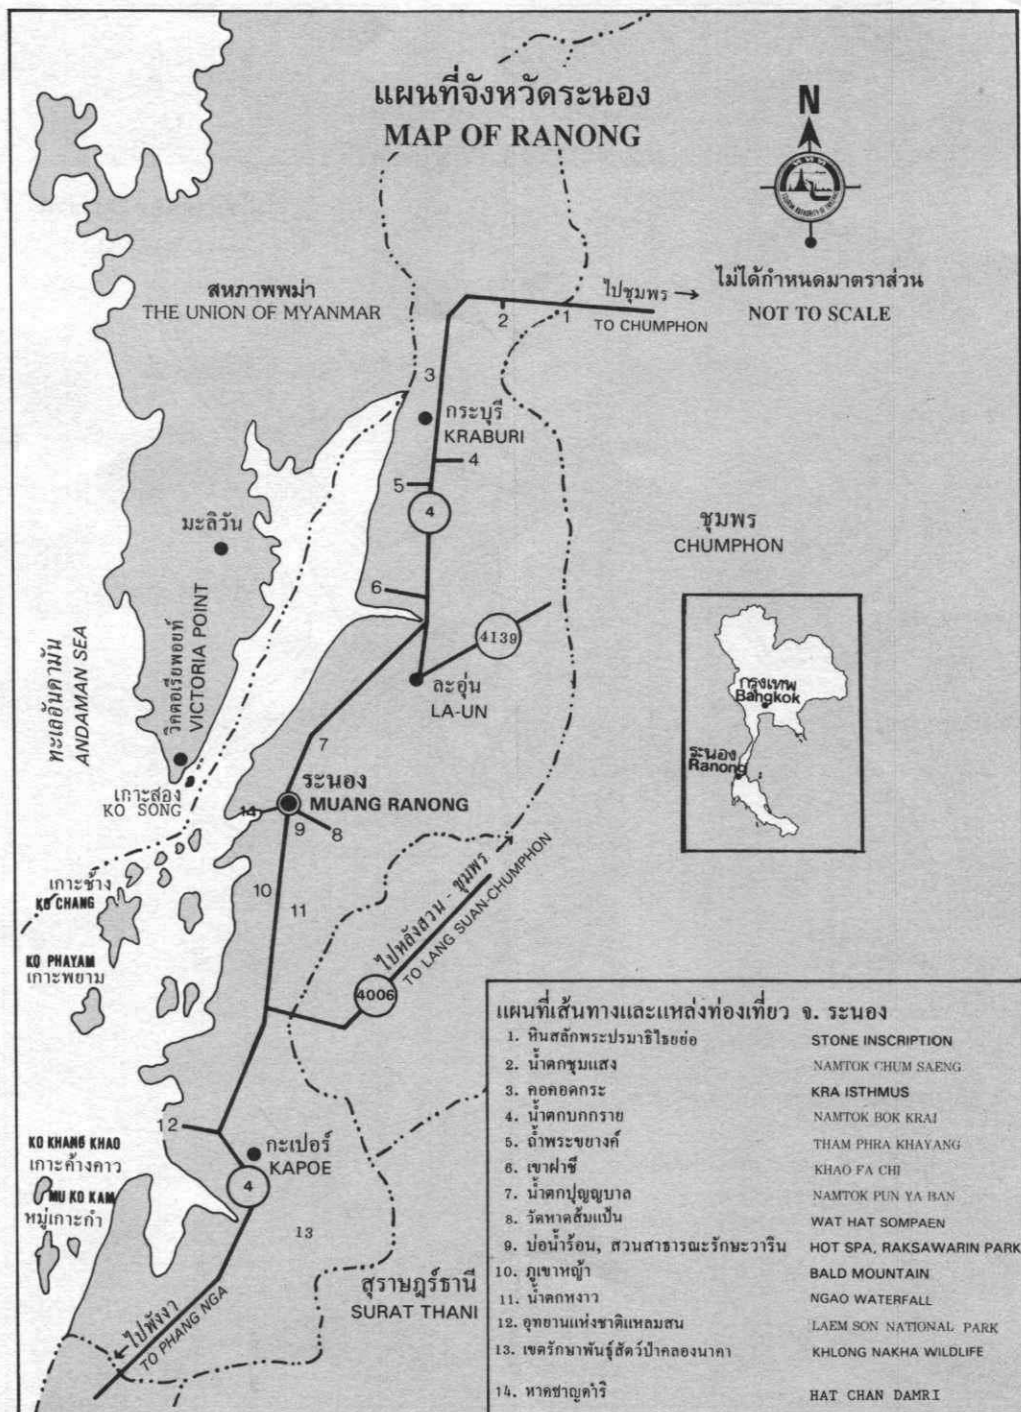 แผนที่จังหวัดระนอง
MAP OF RANONG
N
ไม่ได้กำหนดมาตราส่วน
NOT TO SCALE
สหภาพพม่า
THE UNION OF MYANMAR
ไปชุมพร →
TO CHUMPHON
1
2
3
กระบุรี
KRABURI
4
5
4
ชุมพร
CHUMPHON
มะลิวัน
6
4139
วิคตอเรียพอยท์
VICTORIA POINT
ทะเลอันดามัน
ANDAMAN SEA
ละอุ่น
LA-UN
กรุงเทพ
Bangkok
ระนอง
Ranong
7
ระนอง
MUANG RANONG
เกาะสอง
KO SONG
14
9
8
เกาะช้าง
KO CHANG
10
11
ไปหลังสวน - ชุมพร
TO LANG SUAN-CHUMPHON
KO PHAYAM
เกาะพยาม
4006
12
กะเปอร์
KAPOE
KO KHANG KHAO
เกาะค้างคาว
4
MU KO KAM
หมู่เกาะกำ
13
สุราษฎร์ธานี
SURAT THANI
← ไปพังงา
TO PHANG NGA
แผนที่เส้นทางและแหล่งท่องเที่ยว จ. ระนอง
1. หินสลักพระปรมาธิไธยย่อ STONE INSCRIPTION
2. น้ำตกชุมแสง NAMTOK CHUM SAENG
3. คอคอดกระ KRA ISTHMUS
4. น้ำตกบกกราย NAMTOK BOK KRAI
5. ถ้ำพระขยางค์ THAM PHRA KHAYANG
6. เขาฝาชี KHAO FA CHI
7. น้ำตกปุญญบาล NAMTOK PUN YA BAN
8. วัดหาดส้มแป้น WAT HAT SOMPAEN
9. บ่อน้ำร้อน, สวนสาธารณะรักษะวาริน HOT SPA, RAKSAWARIN PARK
10. ภูเขาหญ้า BALD MOUNTAIN
11. น้ำตกหงาว NGAO WATERFALL
12. อุทยานแห่งชาติแหลมสน LAEM SON NATIONAL PARK
13. เขตรักษาพันธุ์สัตว์ป่าคลองนาคา KHLONG NAKHA WILDLIFE
14. หาดชาญดำริ HAT CHAN DAMRI